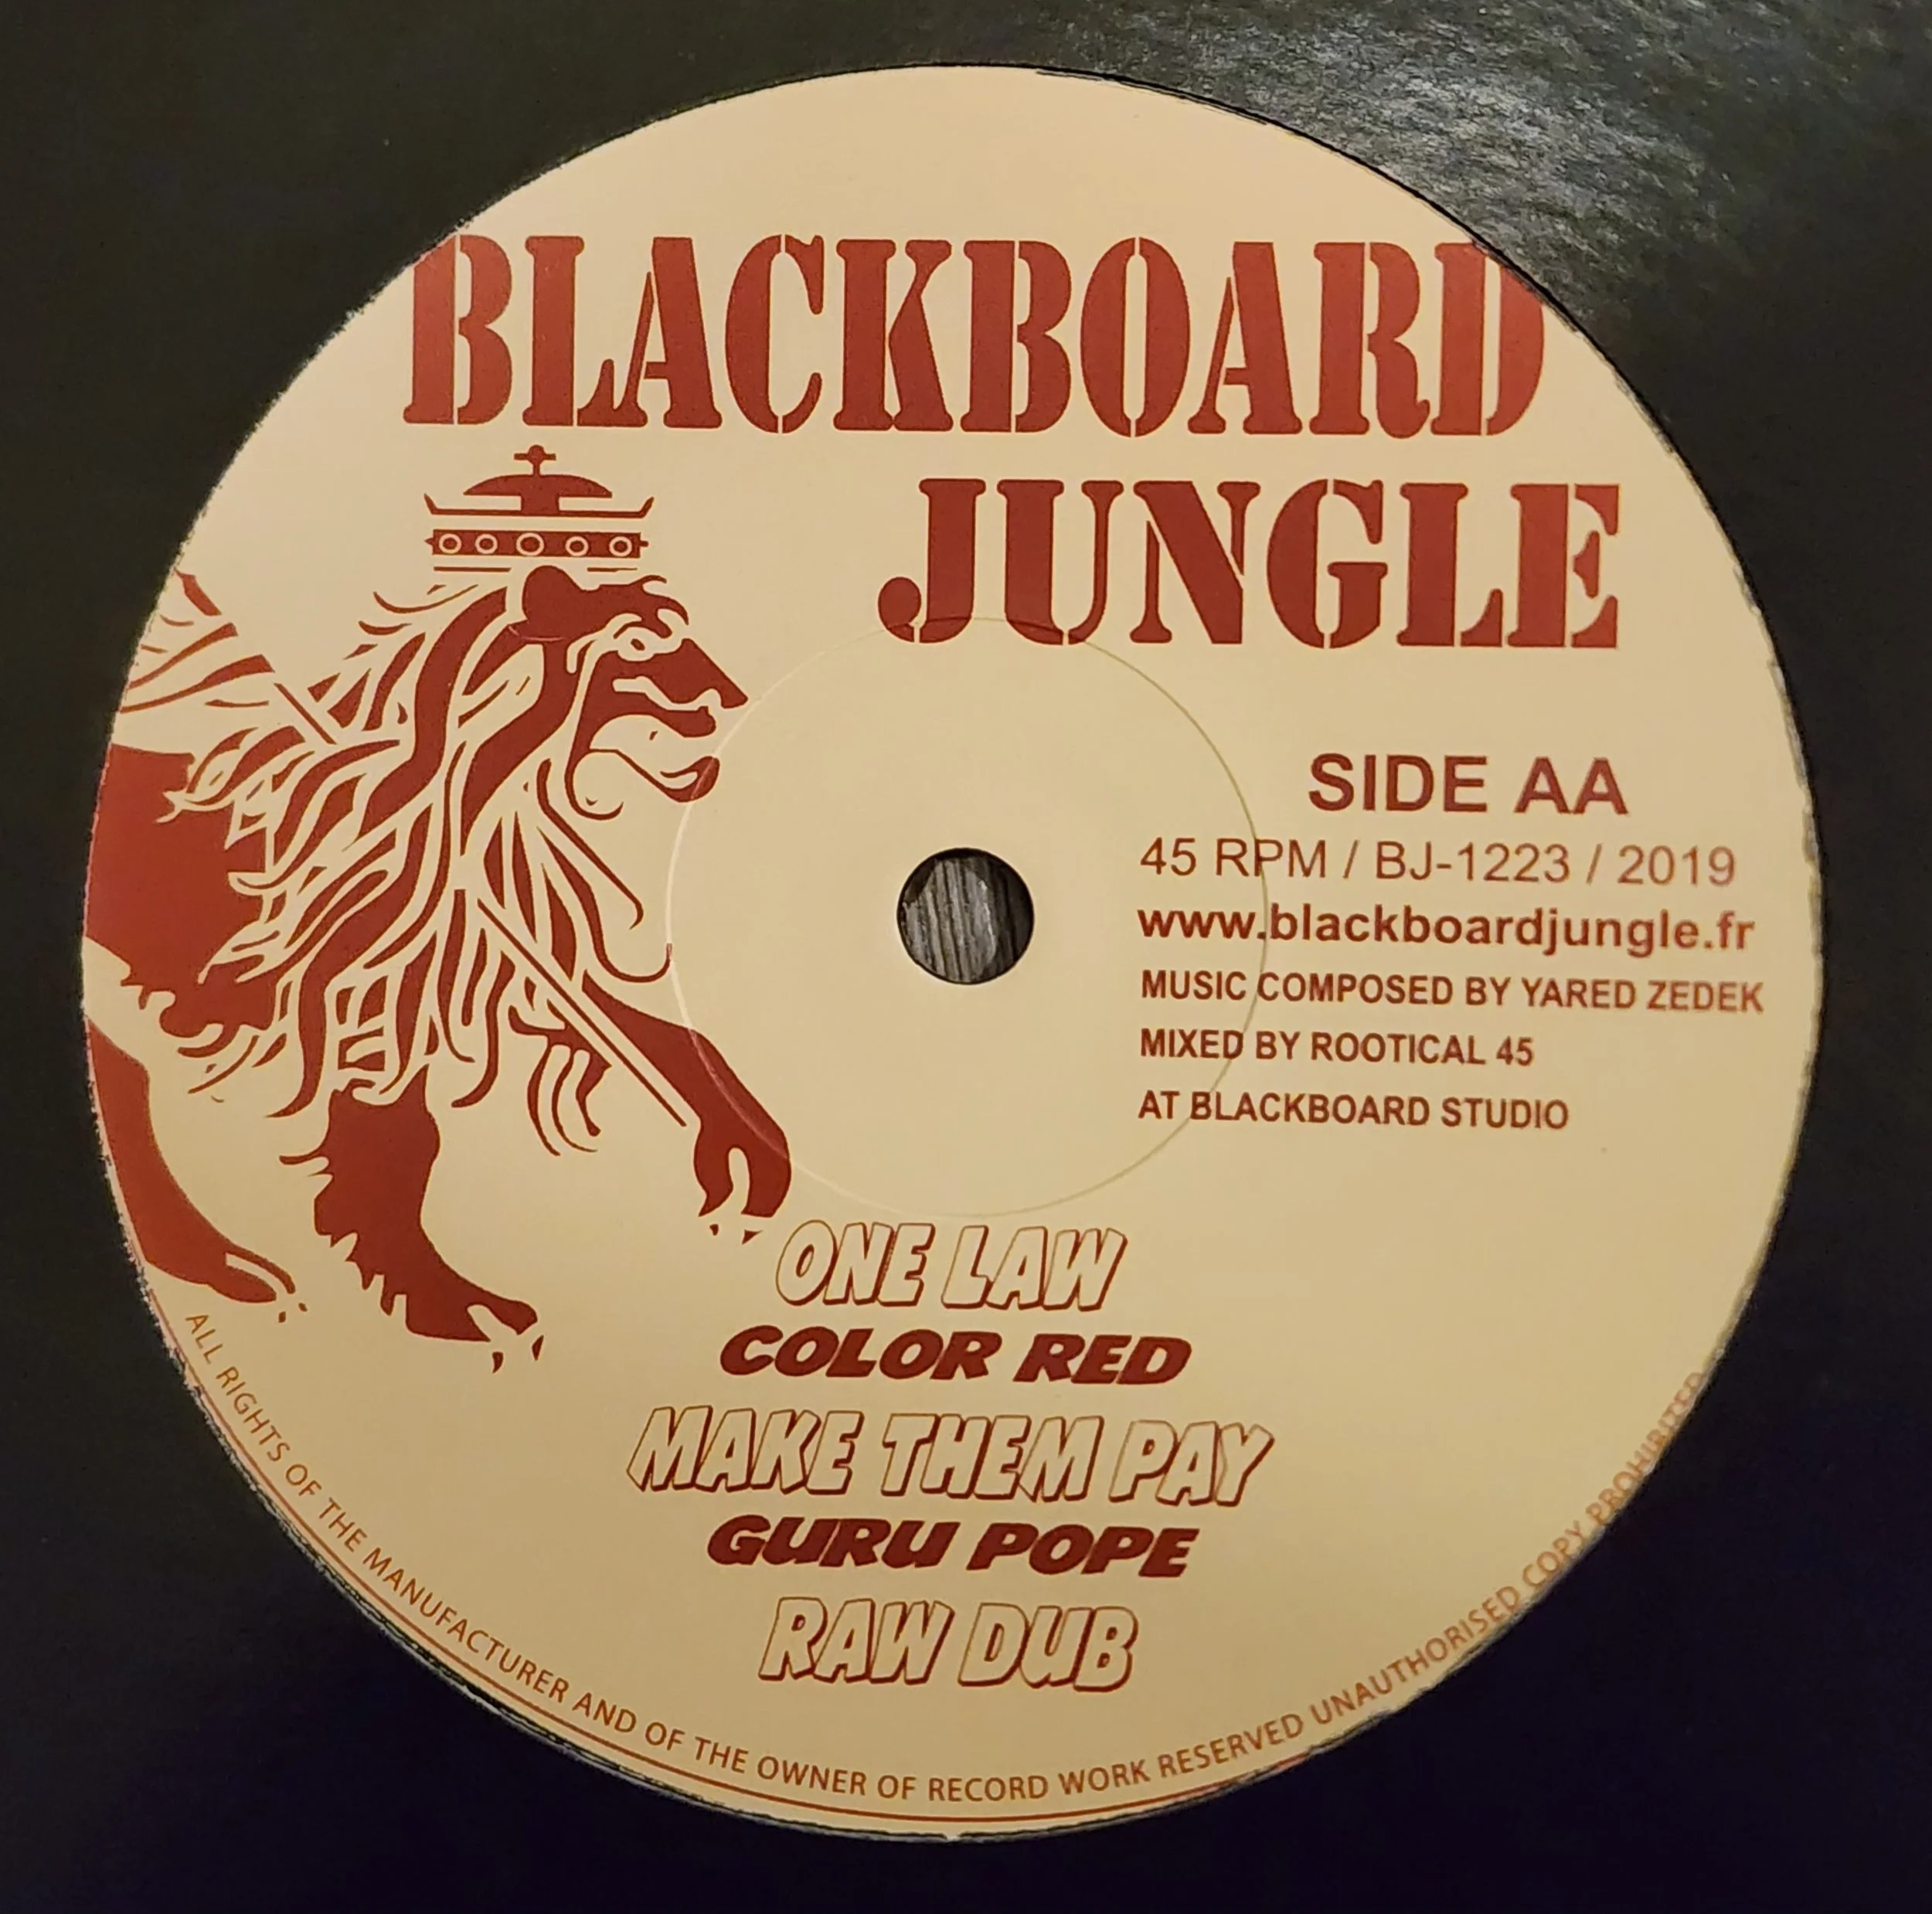 BLACKBOARD
JUNGLE
SIDE AA
45 RPM / BJ-1223 / 2019
www.blackboardjungle.fr
MUSIC COMPOSED BY YARED ZEDEK
MIXED BY ROOTICAL 45
AT BLACKBOARD STUDIO
ONE LAW
COLOR RED
MAKE THEM PAY
GURU POPE
RAW DUB
ALL RIGHTS OF THE MANUFACTURER AND OF THE OWNER OF RECORD WORK RESERVED UNAUTHORISED COPY PROHIBITED